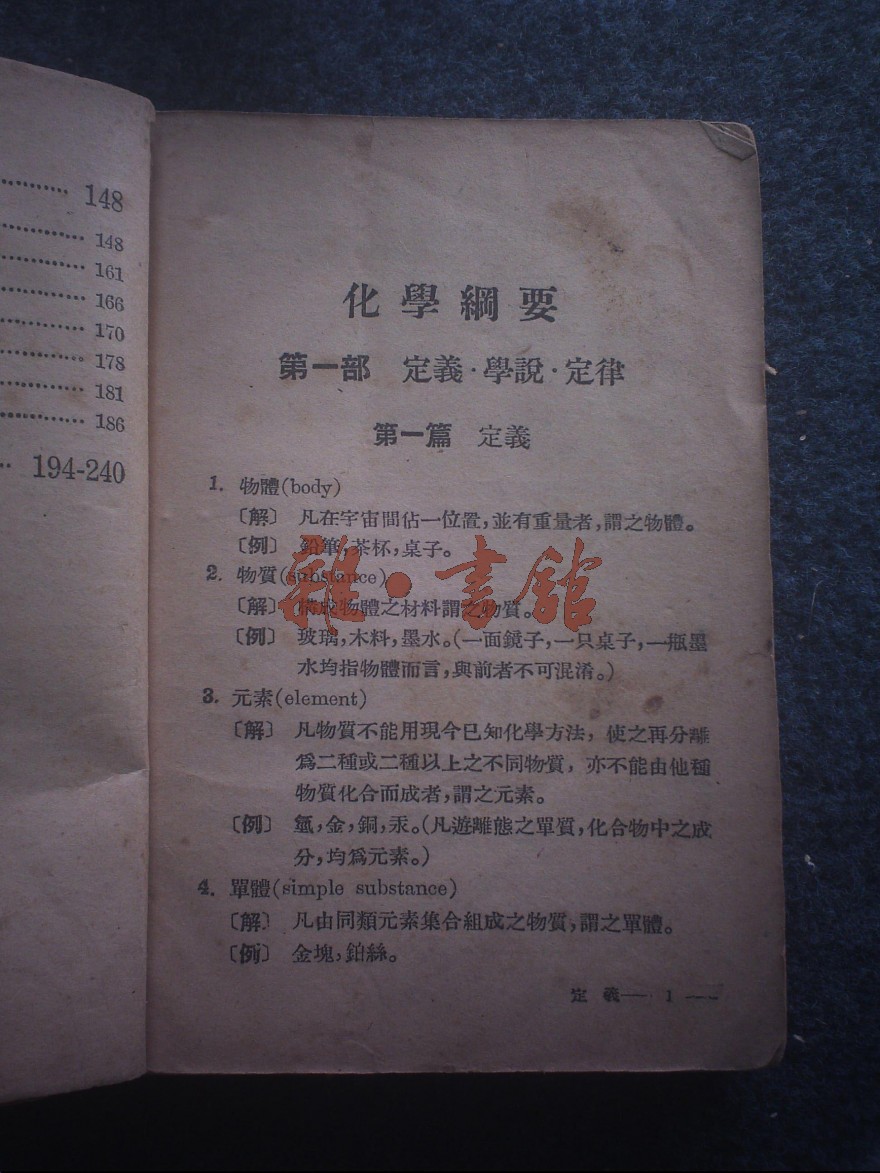 148
148
161
166
170
178
181
186
194-240
化學綱要
第一部 定義·學說·定律
第一篇 定義
1. 物體(body)
〔解〕 凡在宇宙間佔一位置,並有重量者,謂之物體。
〔例〕 鉛筆,茶杯,桌子。
2. 物質(substance)
〔解〕 構成物體之材料謂之物質。
〔例〕 玻璃,木料,墨水。(一面鏡子,一只桌子,一瓶墨
水均指物體而言,與前者不可混淆。)
3. 元素(element)
〔解〕 凡物質不能用現今已知化學方法, 使之再分離
爲二種或二種以上之不同物質, 亦不能由他種
物質化合而成者,謂之元素。
〔例〕 氫,金,銅,汞。(凡遊離態之單質,化合物中之成
分,均爲元素。)
4. 單體(simple substance)
〔解〕 凡由同類元素集合組成之物質,謂之單體。
〔例〕 金塊,鉑絲。
定 義—— 1 ——
雜·書館